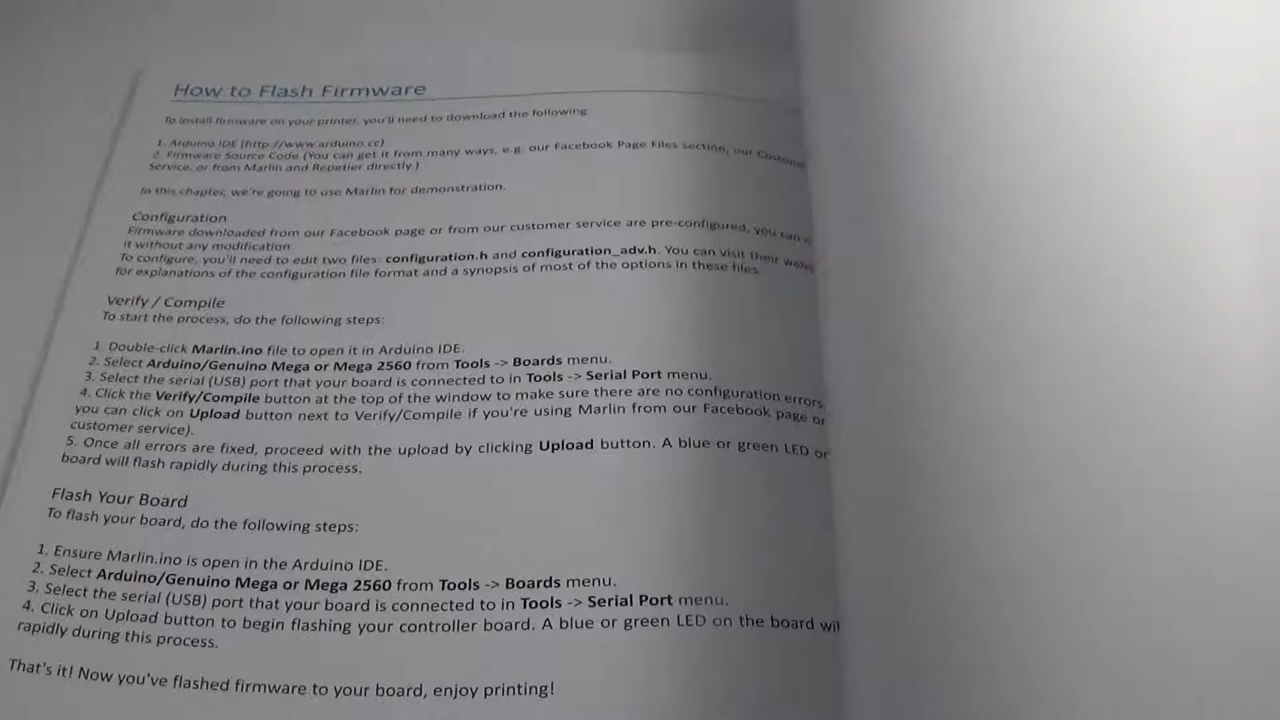 How to Flash Firmware
To install firmware on your printer, you'll need to download the following
1. Arduino IDE (http://www.arduino.cc)
2. Firmware Source Code (You can get it from many ways, e.g. our Facebook Page Files section, our Custome
Service, or from Marlin and Repetier directly.)
In this chapter, we're going to use Marlin for demonstration.
Configuration
Firmware downloaded from our Facebook page or from our customer service are pre-configured, you can
it without any modification
To configure, you'll need to edit two files: configuration.h and configuration_adv.h. You can visit their
for explanations of the configuration file format and a synopsis of most of the options in these files.
Verify / Compile
To start the process, do the following steps:
1. Double-click Marlin.ino file to open it in Arduino IDE.
2. Select Arduino/Genuino Mega or Mega 2560 from Tools -> Boards menu.
3. Select the serial (USB) port that your board is connected to in Tools -> Serial Port menu.
4. Click the Verify/Compile button at the top of the window to make sure there are no configuration errors
you can click on Upload button next to Verify/Compile if you're using Marlin from our Facebook page or
customer service).
5. Once all errors are fixed, proceed with the upload by clicking Upload button. A blue or green LED or
board will flash rapidly during this process.
Flash Your Board
To flash your board, do the following steps:
1. Ensure Marlin.ino is open in the Arduino IDE.
2. Select Arduino/Genuino Mega or Mega 2560 from Tools -> Boards menu.
3. Select the serial (USB) port that your board is connected to in Tools -> Serial Port menu.
4. Click on Upload button to begin flashing your controller board. A blue or green LED on the board wil
rapidly during this process.
That's it! Now you've flashed firmware to your board, enjoy printing!